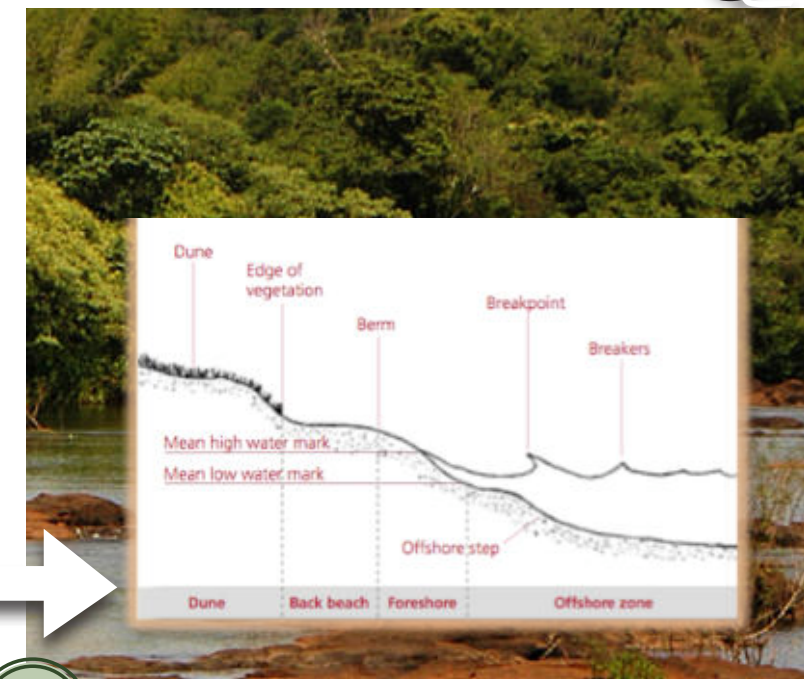 Dune
Edge of
vegetation
Berm
Breakpoint
Breakers
Mean high water mark
Mean low water mark
Offshore step
Dune
Back beach
Foreshore
Offshore zone